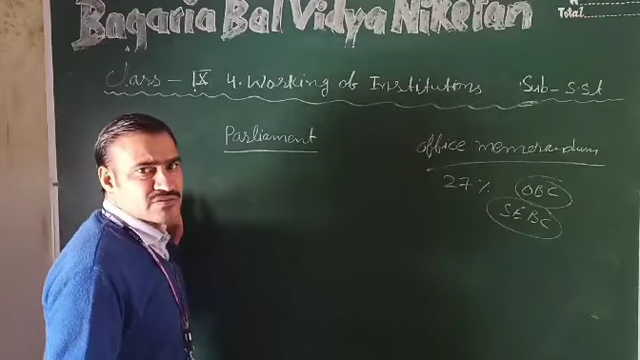 Bagaria Bal Vidya Niketan
Total
Class - IX 4. Working of Institutions Sub - S.St
Parliament
office memorandum
27 % OBC
SEBC